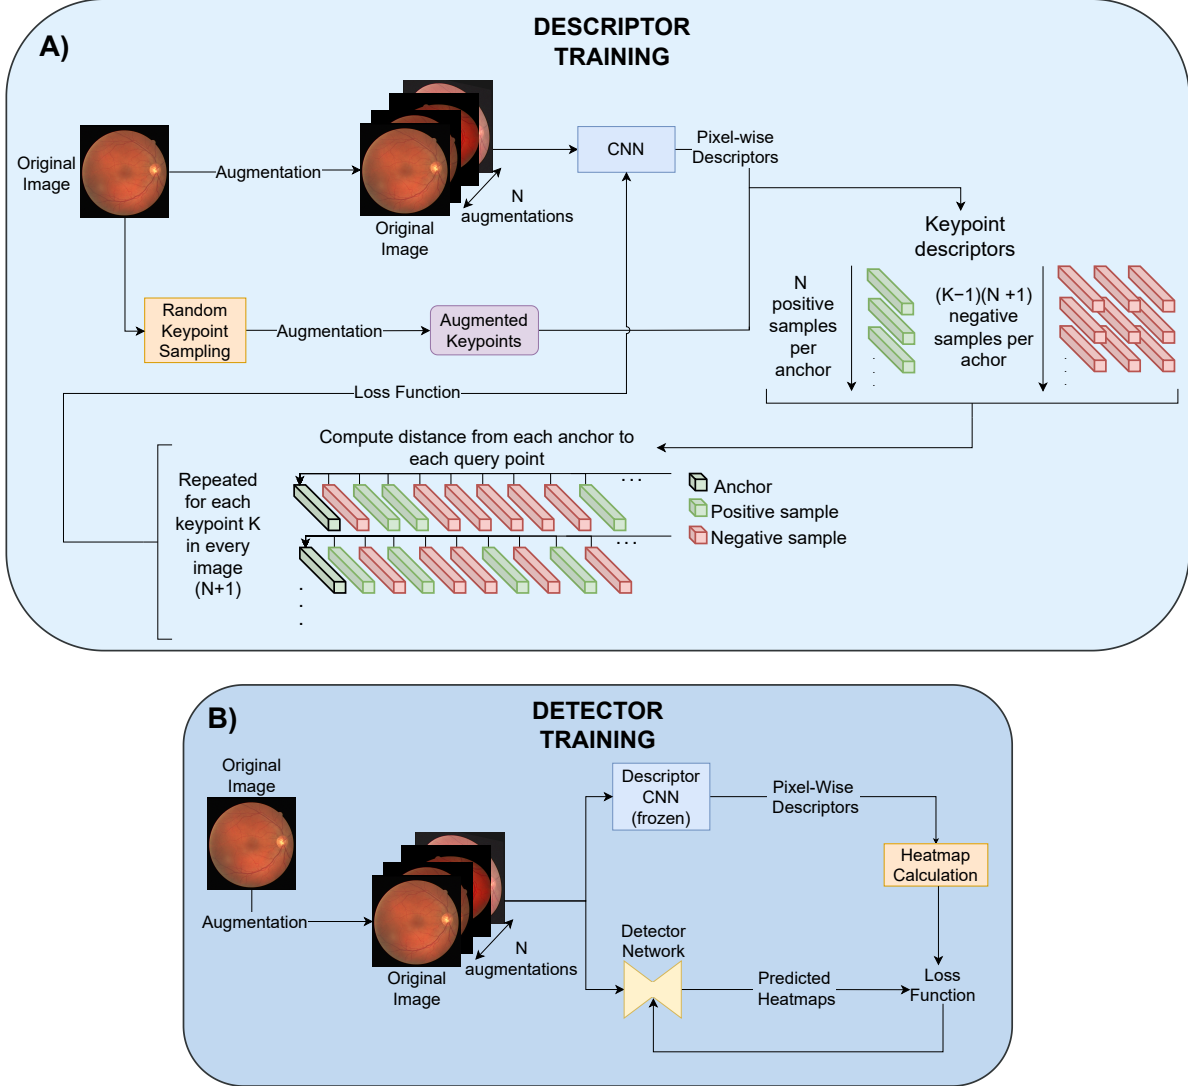 A)
DESCRIPTOR
TRAINING
Original
Image
Augmentation
Original
Image
N
augmentations
CNN
Pixel-wise
Descriptors
Keypoint
descriptors
N
positive
samples
per
anchor
(K−1)(N +1)
negative
samples per
achor
Random
Keypoint
Sampling
Augmentation
Augmented
Keypoints
Loss Function
Compute distance from each anchor to
each query point
Repeated
for each
keypoint K
in every
image
(N+1)
Anchor
Positive sample
Negative sample
B)
DETECTOR
TRAINING
Original
Image
Augmentation
Original
Image
N
augmentations
Descriptor
CNN
(frozen)
Pixel-Wise
Descriptors
Heatmap
Calculation
Detector
Network
Predicted
Heatmaps
Loss
Function